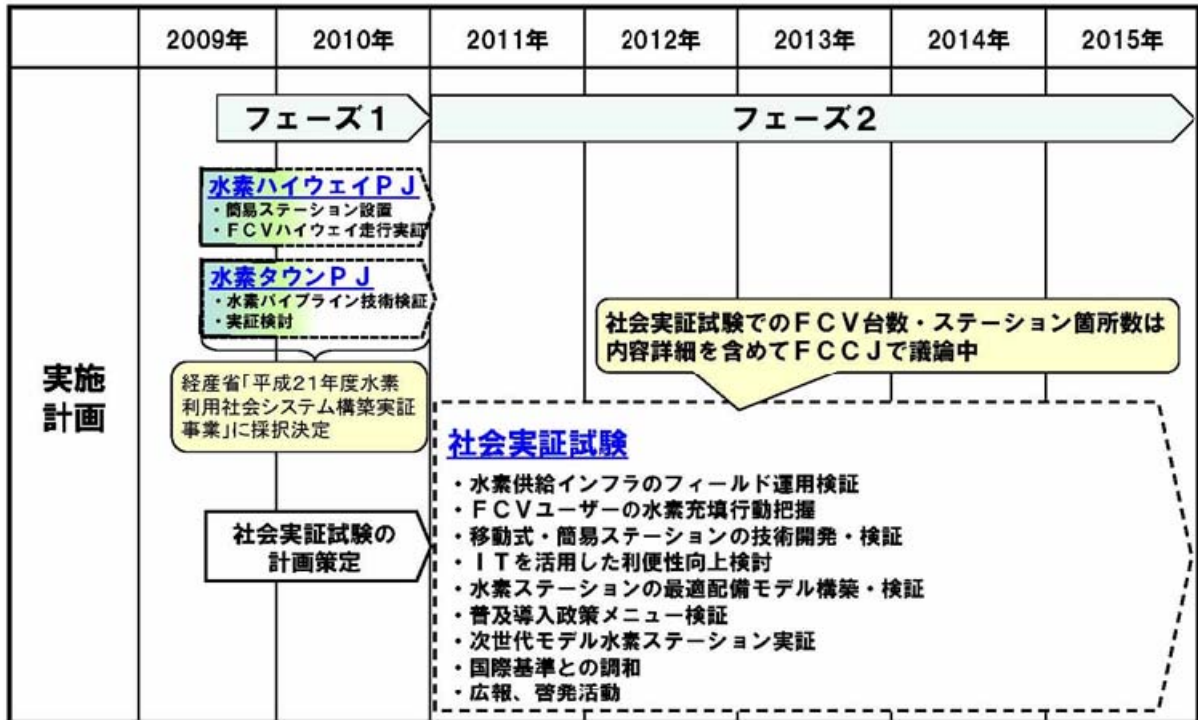 2009年 2010年 2011年 2012年 2013年 2014年 2015年
実施
計画
フェーズ1
フェーズ2
水素ハイウェイPJ
・簡易ステーション設置
・FCVハイウェイ走行実証
水素タウンPJ
・水素パイプライン技術検証
・実証検討
経産省「平成21年度水素
利用社会システム構築実証
事業」に採択決定
社会実証試験の
計画策定
社会実証試験でのFCV台数・ステーション箇所数は
内容詳細を含めてFCCJで議論中
社会実証試験
・水素供給インフラのフィールド運用検証
・FCVユーザーの水素充填行動把握
・移動式・簡易ステーションの技術開発・検証
・ITを活用した利便性向上検討
・水素ステーションの最適配備モデル構築・検証
・普及導入政策メニュー検証
・次世代モデル水素ステーション実証
・国際基準との調和
・広報、啓発活動